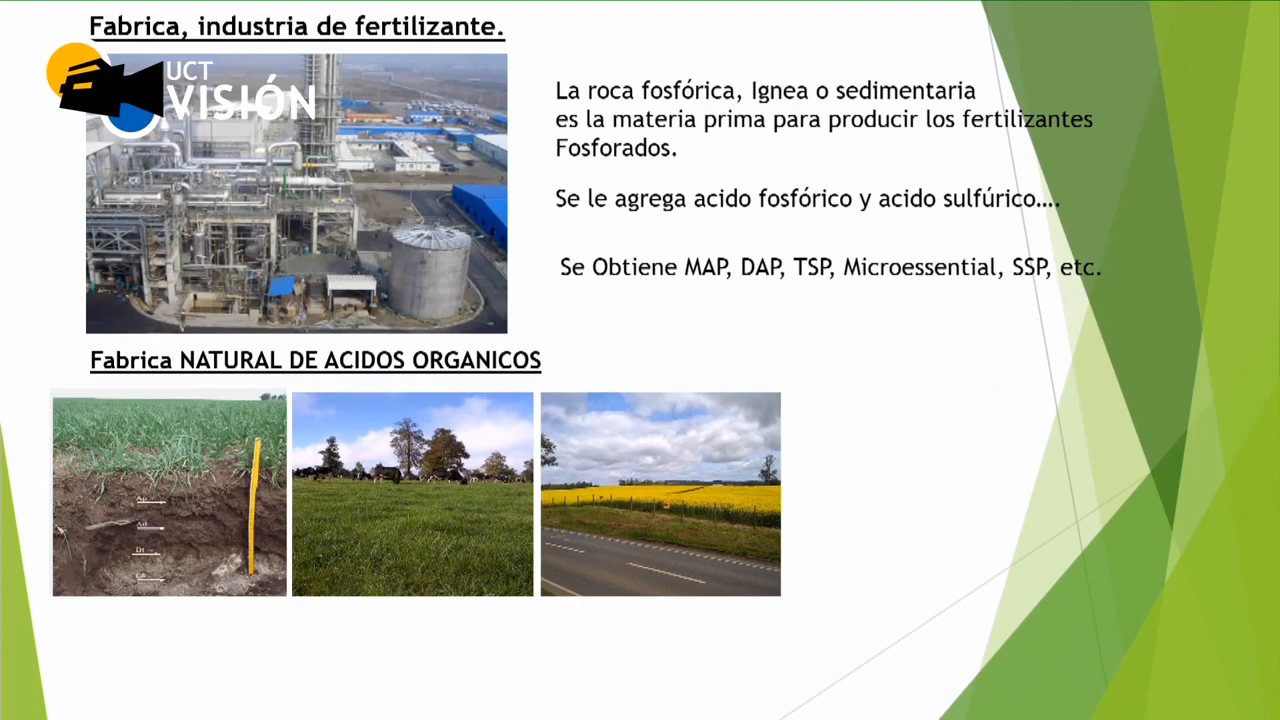 Fabrica, industria de fertilizante.
UCT
VISIÓN
La roca fosfórica, Ignea o sedimentaria
es la materia prima para producir los fertilizantes
Fosforados.
Se le agrega acido fosfórico y acido sulfúrico….
Se Obtiene MAP, DAP, TSP, Microessential, SSP, etc.
Fabrica NATURAL DE ACIDOS ORGANICOS
Ap